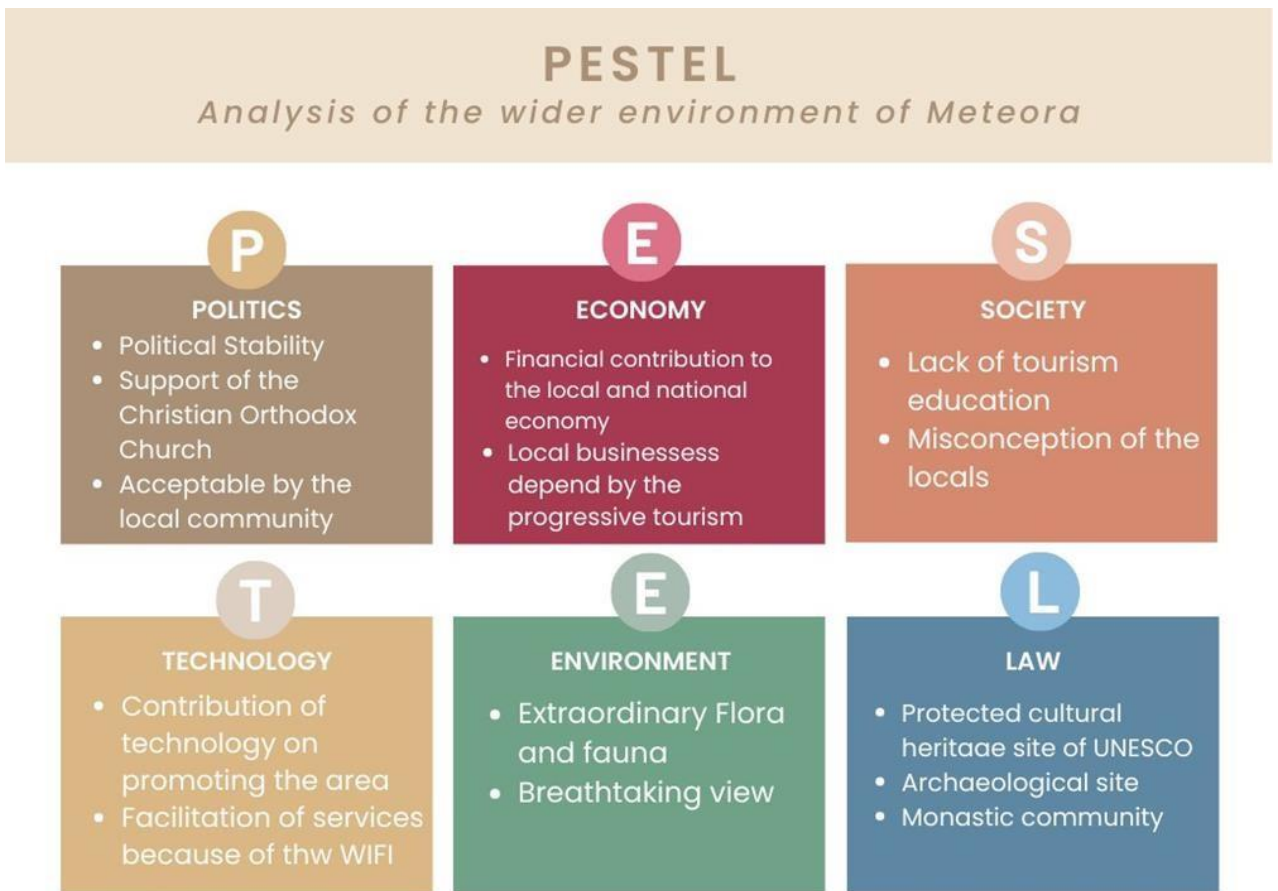 PESTEL
Analysis of the wider environment of Meteora
P
POLITICS
• Political Stability
• Support of the
Christian Orthodox
Church
• Acceptable by the
local community
E
ECONOMY
• Financial contribution to
the local and national
economy
• Local businessess
depend by the
progressive tourism
S
SOCIETY
• Lack of tourism
education
• Misconception of the
locals
T
TECHNOLOGY
• Contribution of
technology on
promoting the area
• Facilitation of services
because of thw WIFI
E
ENVIRONMENT
• Extraordinary Flora
and fauna
• Breathtaking view
L
LAW
• Protected cultural
heritaae site of UNESCO
• Archaeological site
• Monastic community